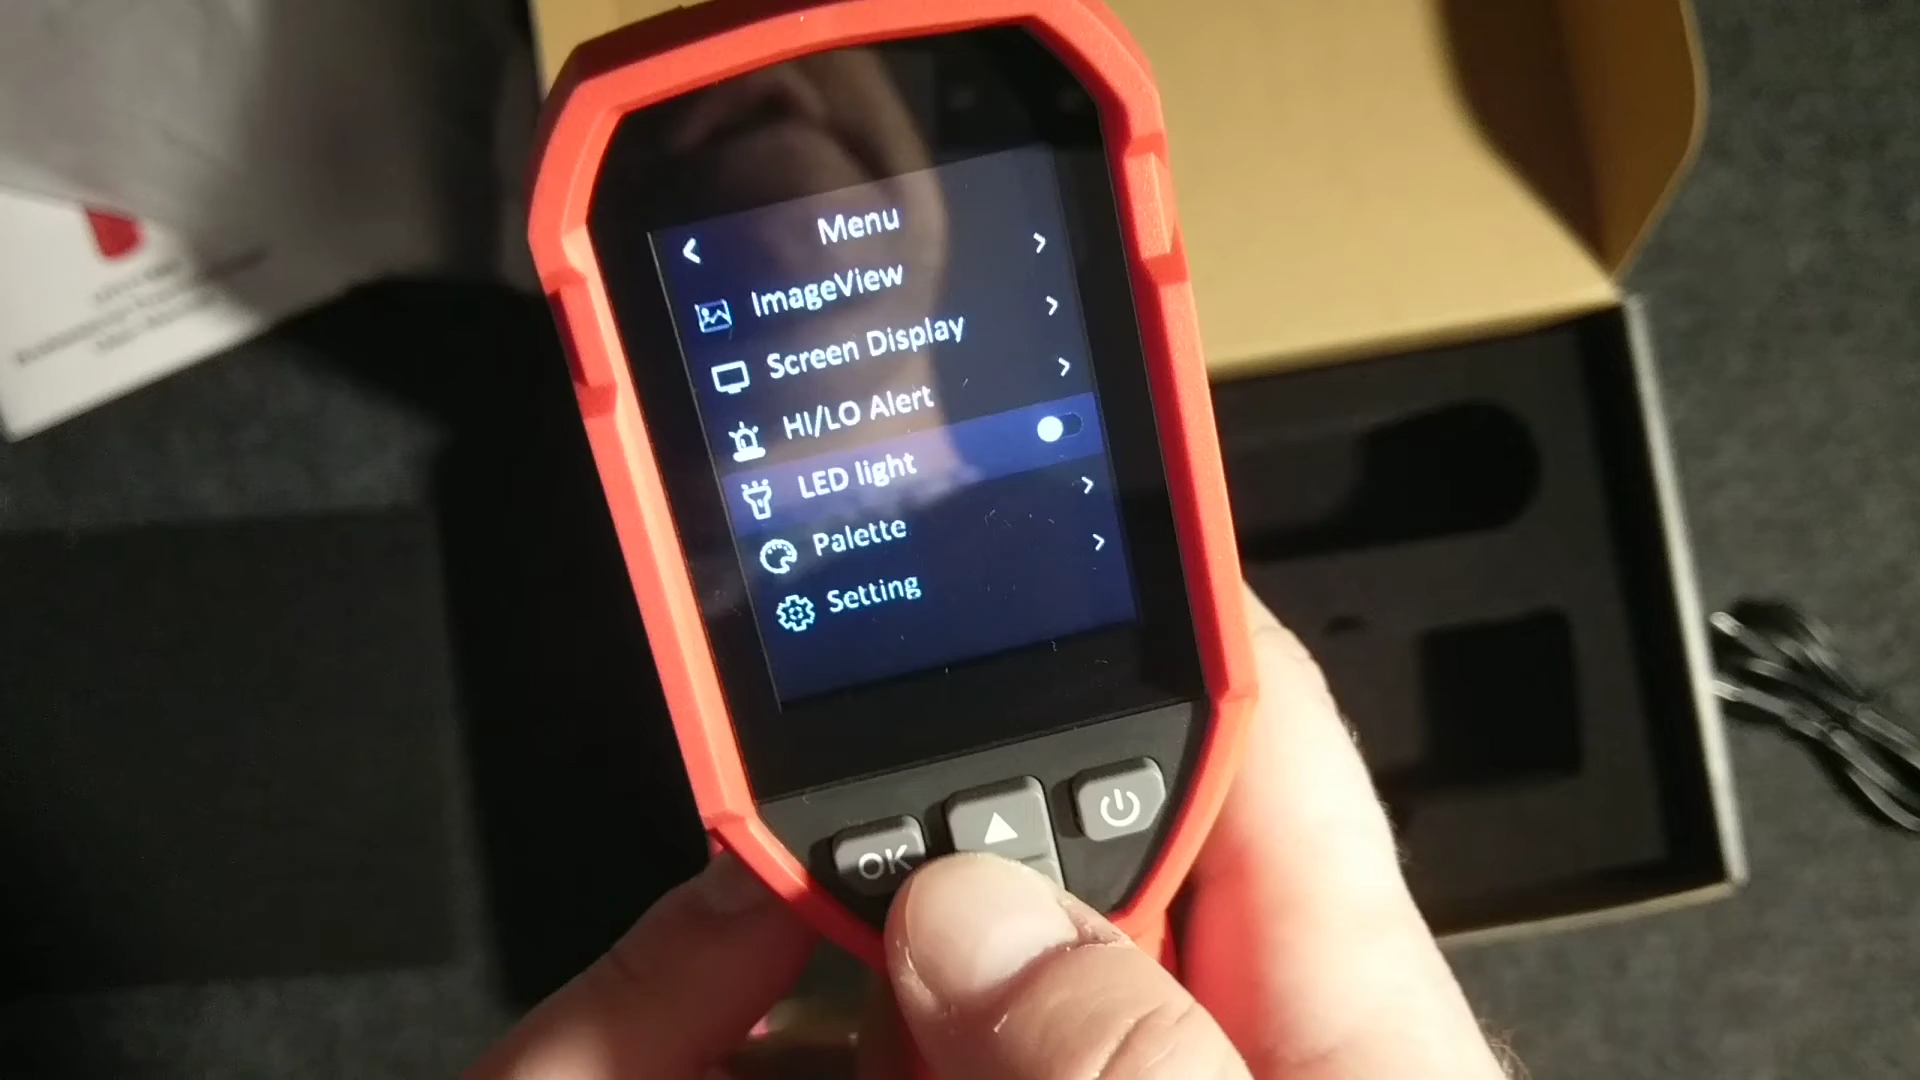 Menu
ImageView
Screen Display
HI/LO Alert
LED light
Palette
Setting
OK